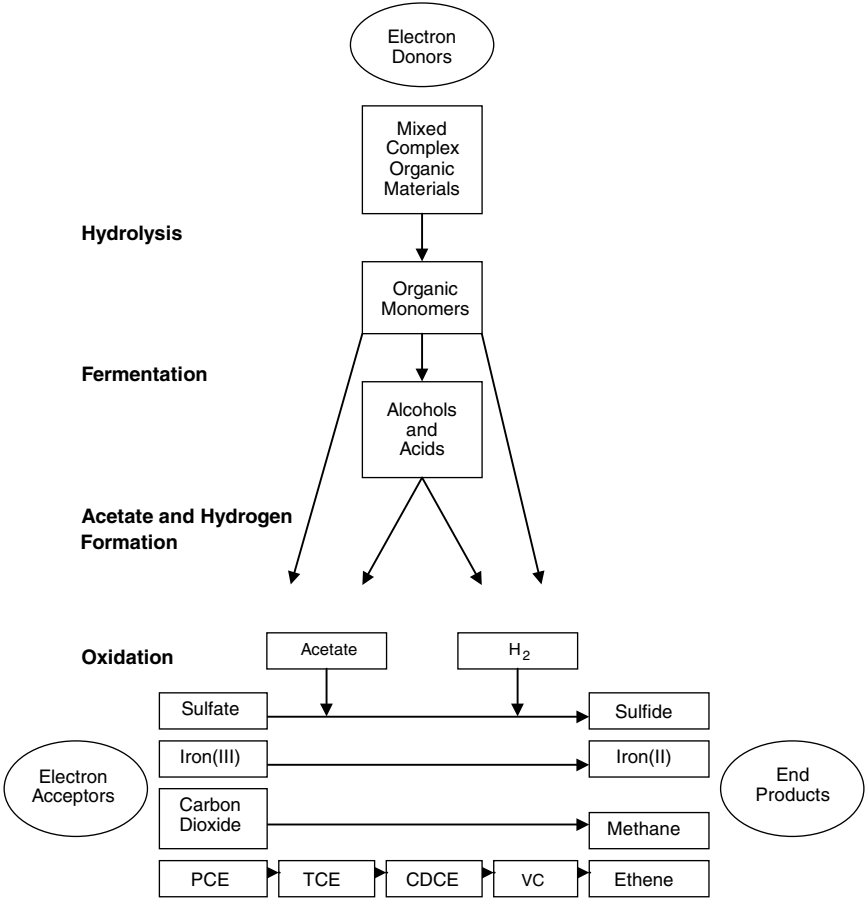 Electron
Donors
Mixed
Complex
Organic
Materials
Hydrolysis
Organic
Monomers
Fermentation
Alcohols
and
Acids
Acetate and Hydrogen
Formation
Oxidation
Acetate
H2
Sulfate
Sulfide
Iron(III)
Iron(II)
Electron
Acceptors
End
Products
Carbon
Dioxide
Methane
PCE
TCE
CDCE
VC
Ethene